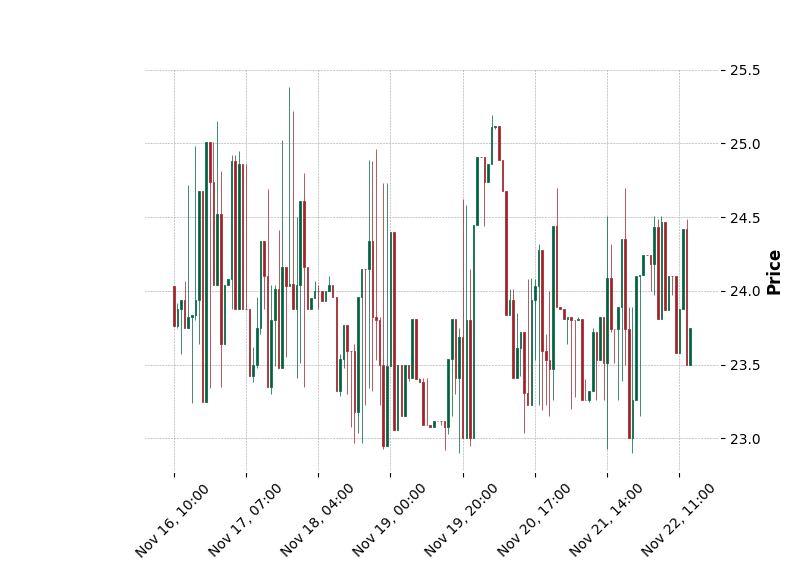 25.5
25.0
24.5
24.0
23.5
23.0
Price
Nov 16, 10:00
Nov 17, 07:00
Nov 18, 04:00
Nov 19, 00:00
Nov 19, 20:00
Nov 20, 17:00
Nov 21, 14:00
Nov 22, 11:00